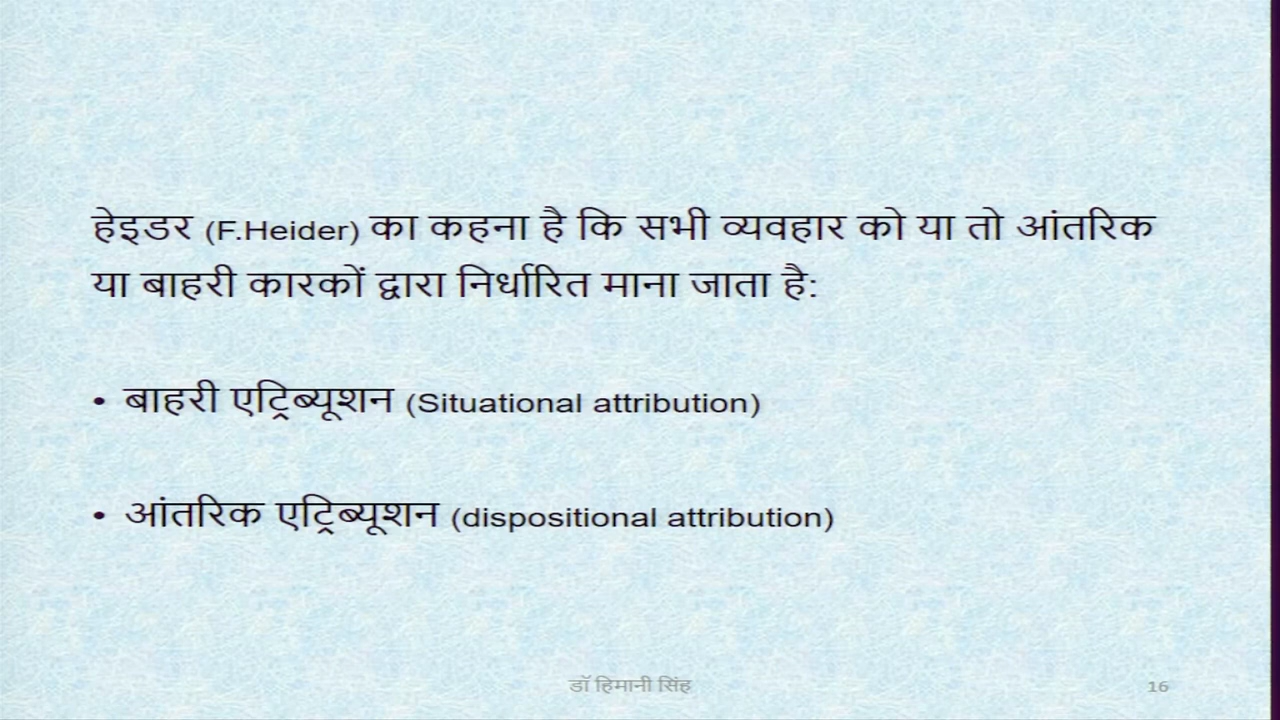 हेइडर (F.Heider) का कहना है कि सभी व्यवहार को या तो आंतरिक
या बाहरी कारकों द्वारा निर्धारित माना जाता है:
• बाहरी एट्रिब्यूशन (Situational attribution)
• आंतरिक एट्रिब्यूशन (dispositional attribution)
डॉ हिमानी सिंह
16